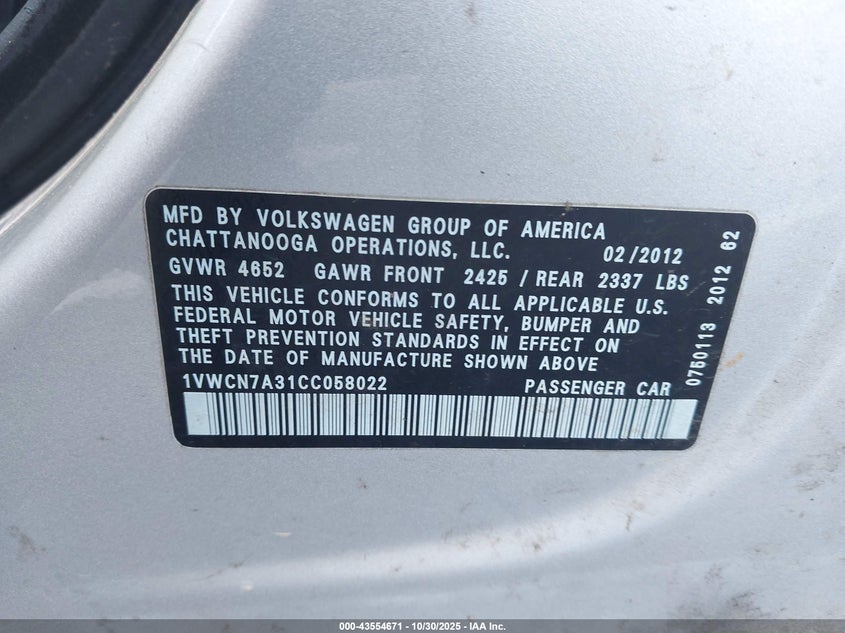 MFD BY VOLKSWAGEN GROUP OF AMERICA
CHATTANOOGA OPERATIONS, LLC. 02/2012
GVWR 4652 GAWR FRONT 2425 / REAR 2337 LBS
THIS VEHICLE CONFORMS TO ALL APPLICABLE U.S.
FEDERAL MOTOR VEHICLE SAFETY, BUMPER AND
THEFT PREVENTION STANDARDS IN EFFECT ON
THE DATE OF MANUFACTURE SHOWN ABOVE
1VWCN7A31CC058022 PASSENGER CAR
0750113 2012 62
000-43554671 - 10/30/2025 - IAA Inc.